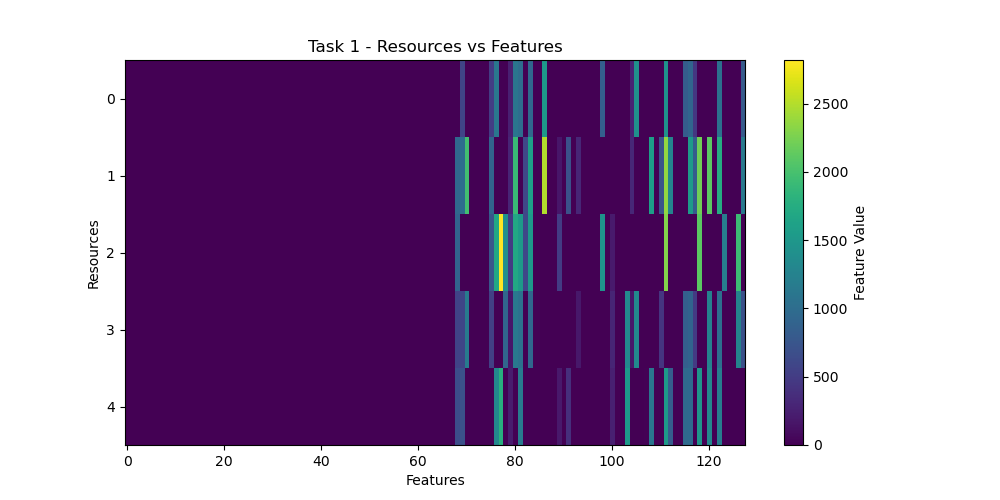 Task 1 - Resources vs Features
Resources
0
1
2
3
4
0 20 40 60 80 100 120
Features
2500
2000
1500
1000
500
0
Feature Value